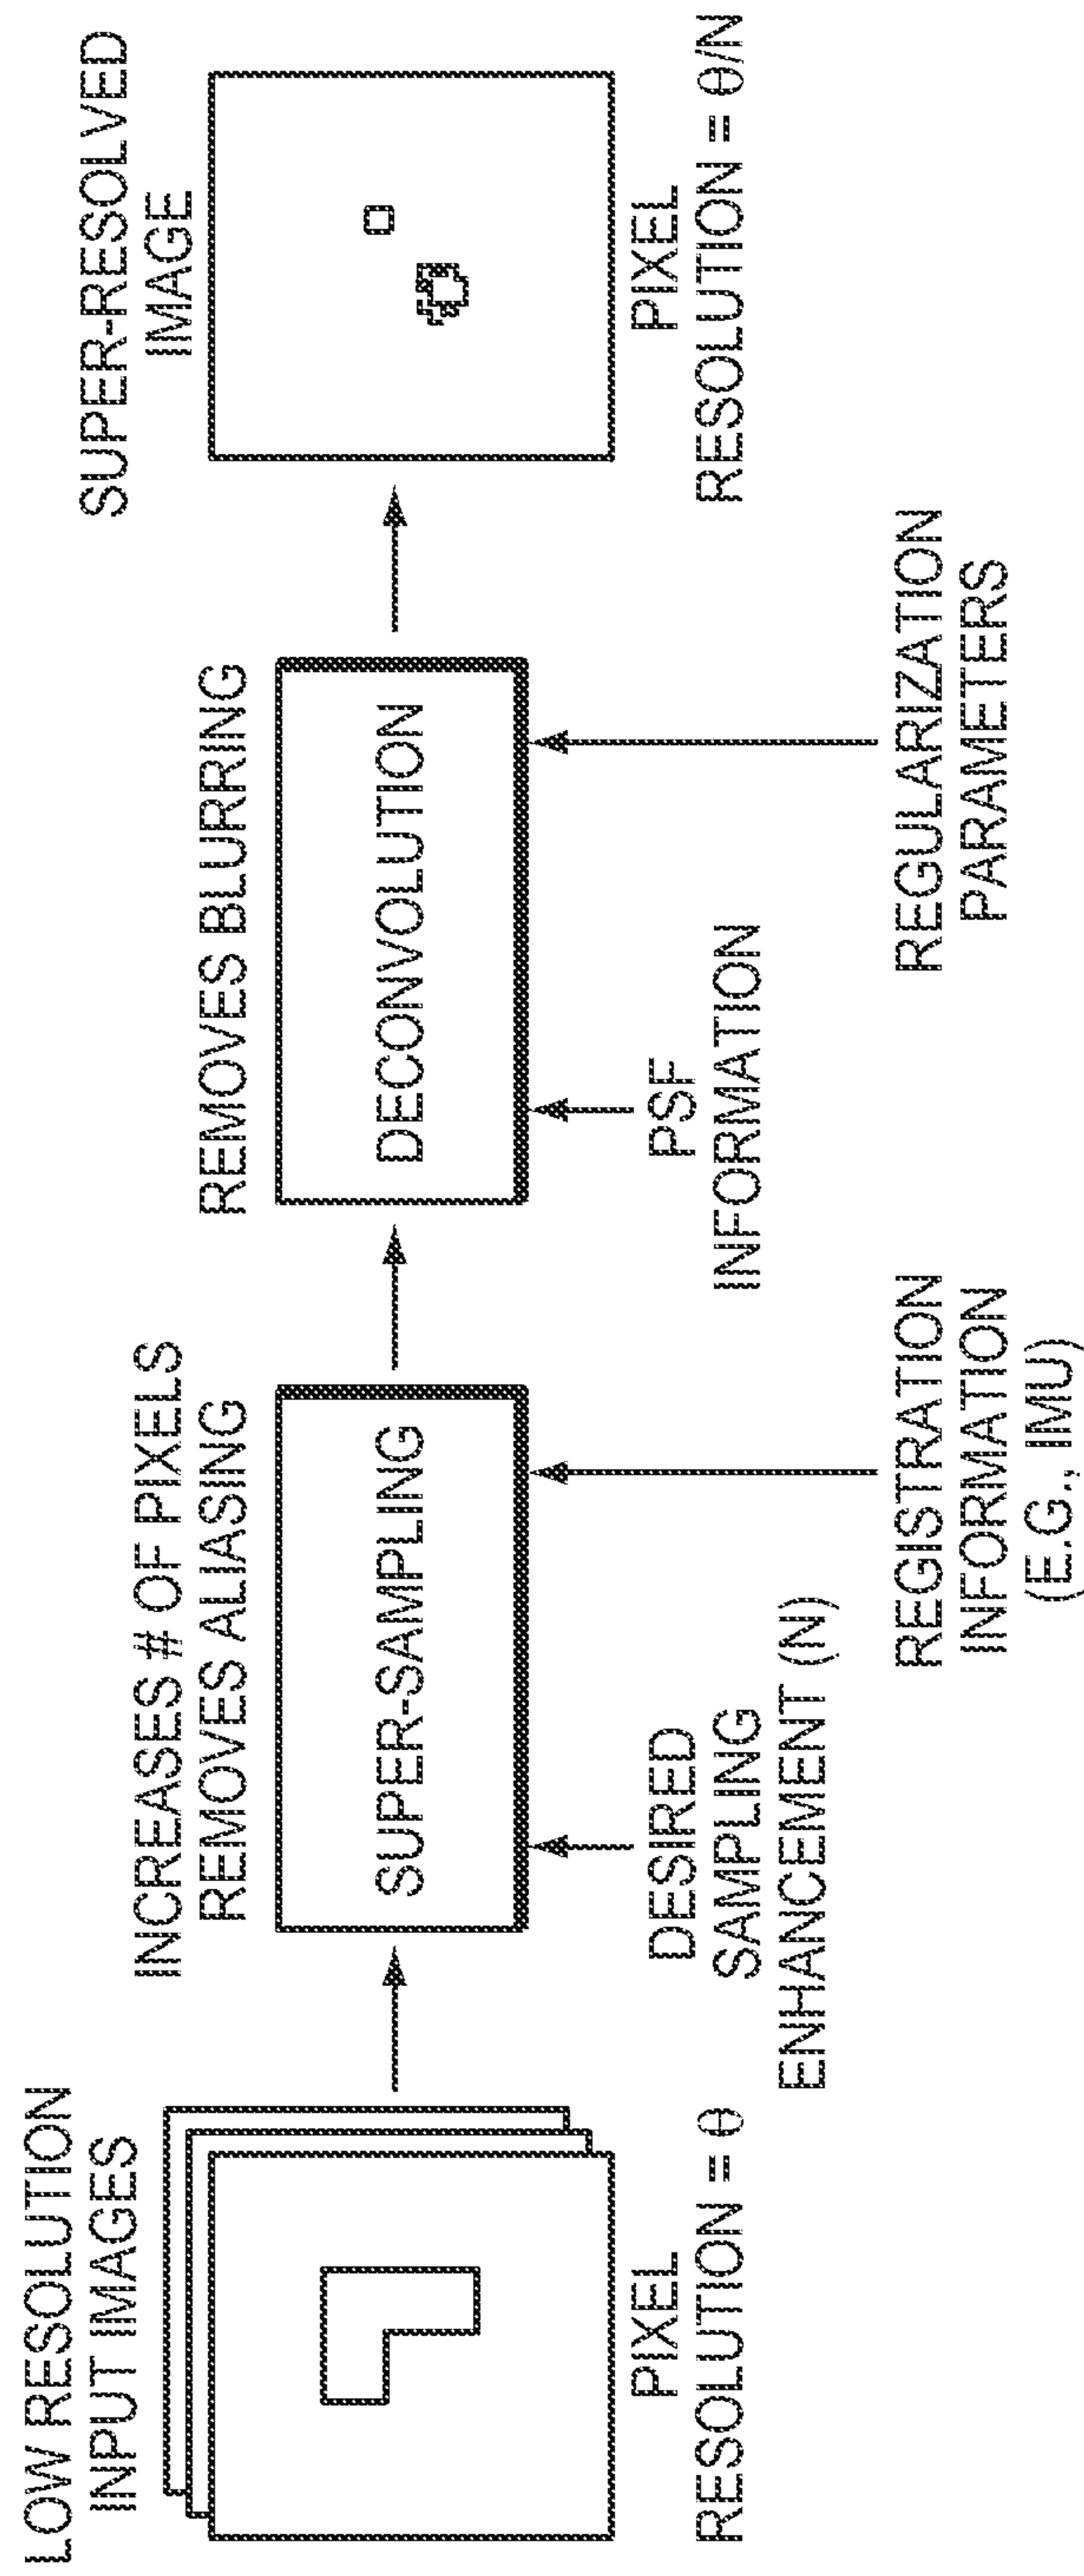 LOW RESOLUTION
INPUT IMAGES
PIXEL
RESOLUTION = θ
INCREASES # OF PIXELS
REMOVES ALIASING
SUPER-SAMPLING
DESIRED
SAMPLING
ENHANCEMENT (N)
REGISTRATION
INFORMATION
(E.G., IMU)
REMOVES BLURRING
DECONVOLUTION
PSF
INFORMATION
REGULARIZATION
PARAMETERS
SUPER-RESOLVED
IMAGE
PIXEL
RESOLUTION = θ/N